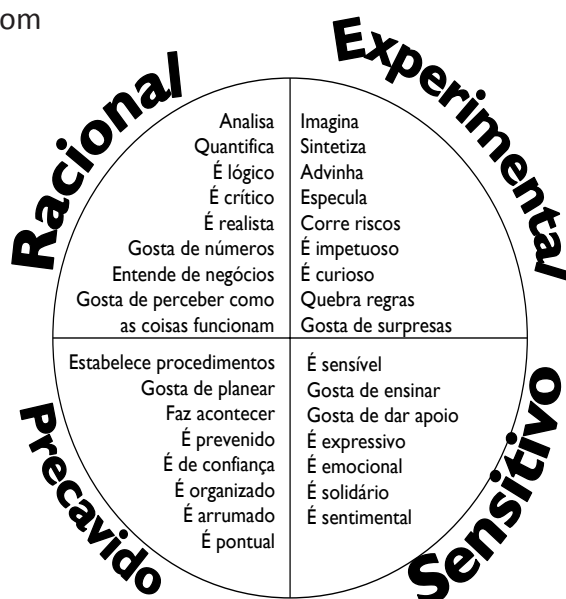 om
Racional
Analisa
Quantifica
É lógico
É crítico
É realista
Gosta de números
Entende de negócios
Gosta de perceber como
as coisas funcionam
Experimental
Imagina
Sintetiza
Advinha
Especula
Corre riscos
É impetuoso
É curioso
Quebra regras
Gosta de surpresas
Precavido
Estabelece procedimentos
Gosta de planear
Faz acontecer
É prevenido
É de confiança
É organizado
É arrumado
É pontual
Sensitivo
É sensível
Gosta de ensinar
Gosta de dar apoio
É expressivo
É emocional
É solidário
É sentimental